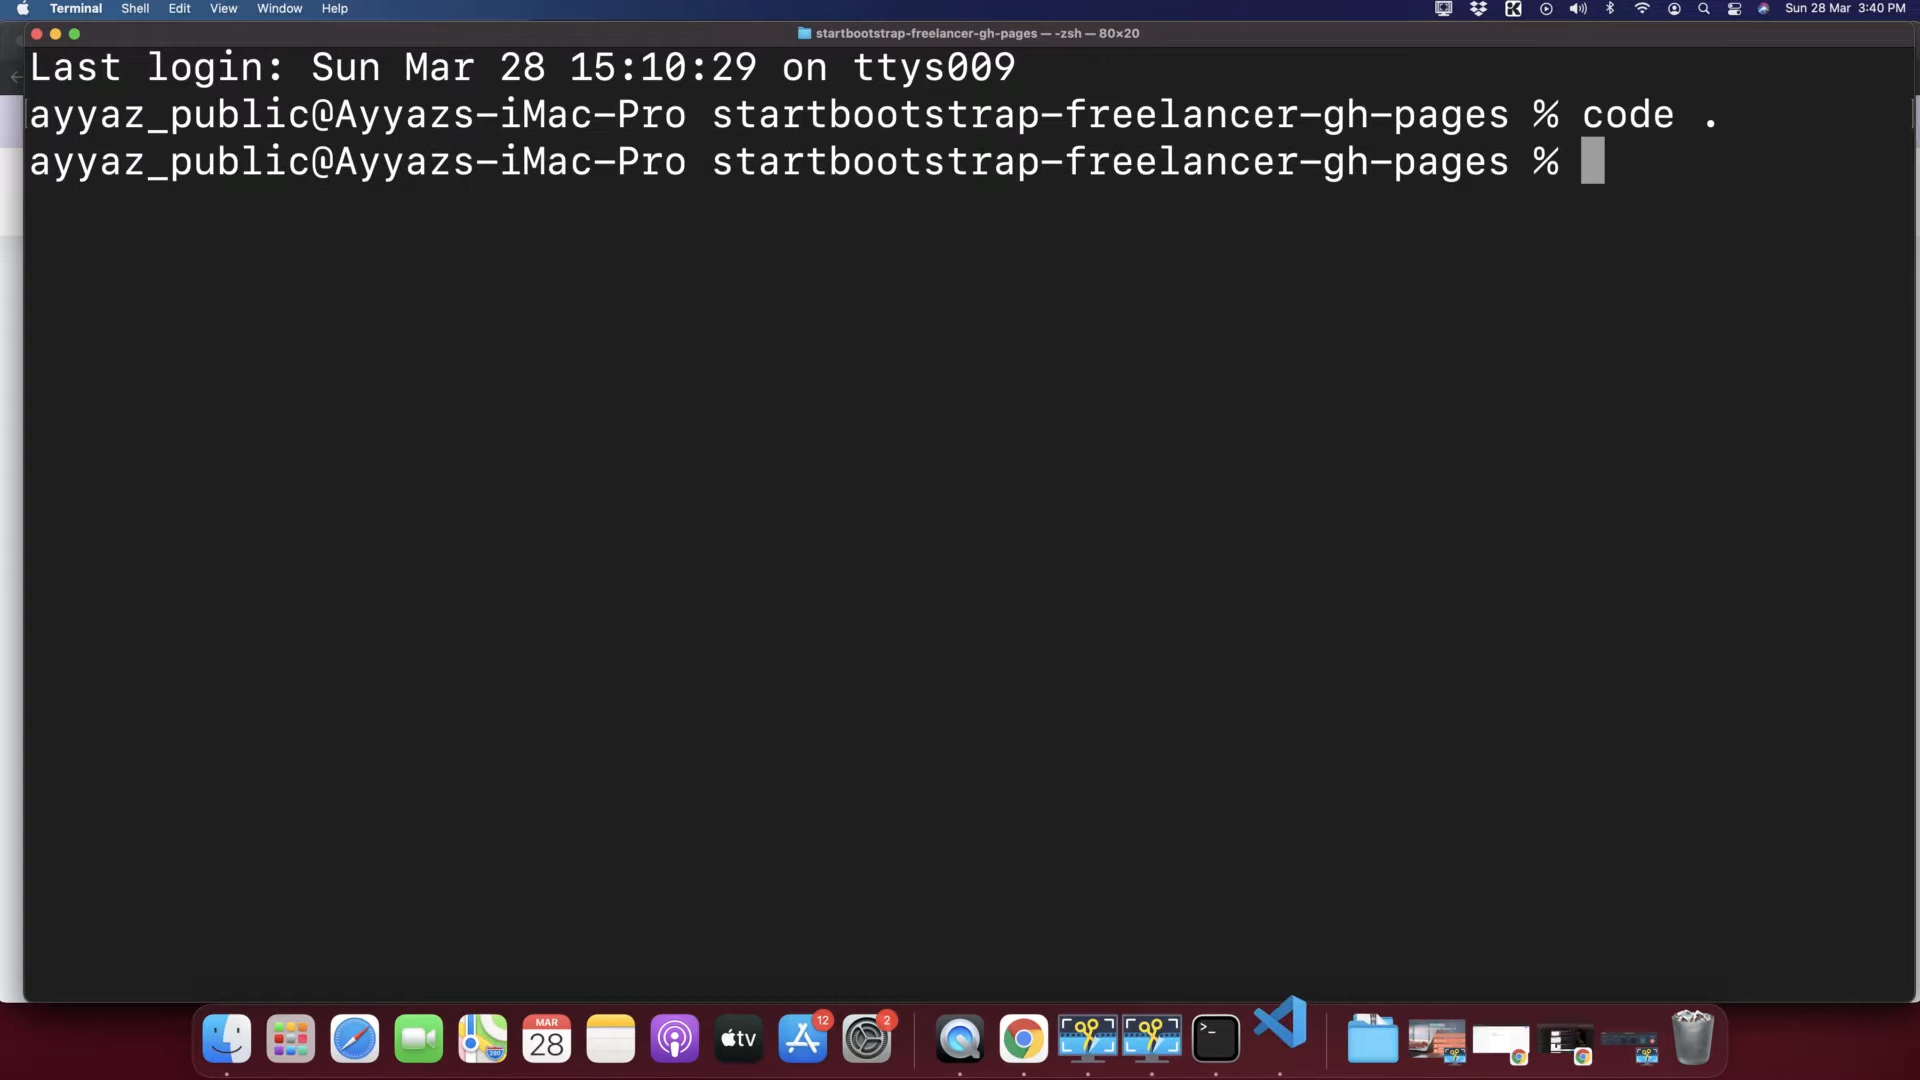 Terminal Shell Edit View Window Help Sun 28 Mar 3:40 PM
startbootstrap-freelancer-gh-pages — -zsh — 80×20
Last login: Sun Mar 28 15:10:29 on ttys009
ayyaz_public@Ayyazs-iMac-Pro startbootstrap-freelancer-gh-pages % code .
ayyaz_public@Ayyazs-iMac-Pro startbootstrap-freelancer-gh-pages %
MAR
28
280
tv
12
2
>_